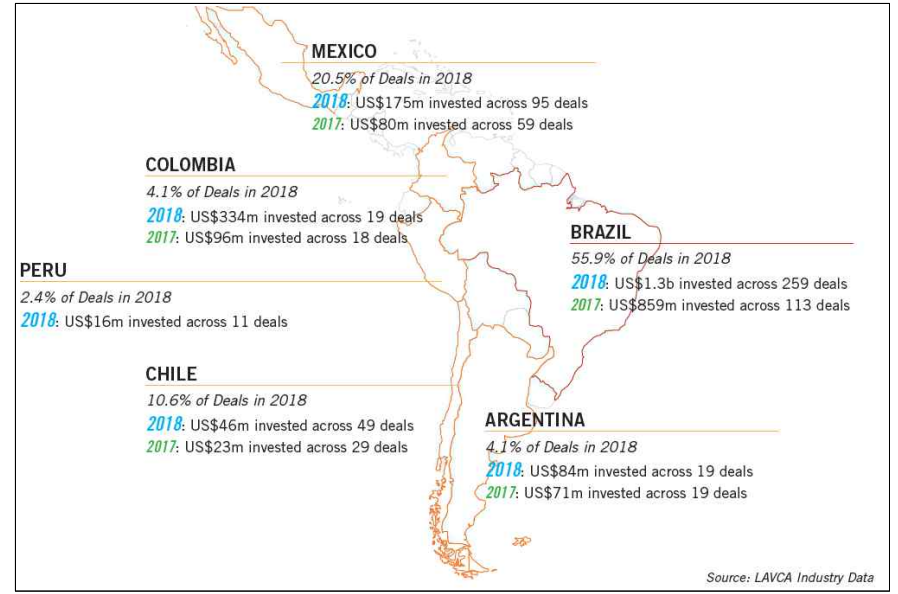 MEXICO
20.5% of Deals in 2018
2018: US$175m invested across 95 deals
2017: US$80m invested across 59 deals
COLOMBIA
4.1% of Deals in 2018
2018: US$334m invested across 19 deals
2017: US$96m invested across 18 deals
BRAZIL
55.9% of Deals in 2018
2018: US$1.3b invested across 259 deals
2017: US$859m invested across 113 deals
PERU
2.4% of Deals in 2018
2018: US$16m invested across 11 deals
CHILE
10.6% of Deals in 2018
2018: US$46m invested across 49 deals
2017: US$23m invested across 29 deals
ARGENTINA
4.1% of Deals in 2018
2018: US$84m invested across 19 deals
2017: US$71m invested across 19 deals
Source: LAVCA Industry Data